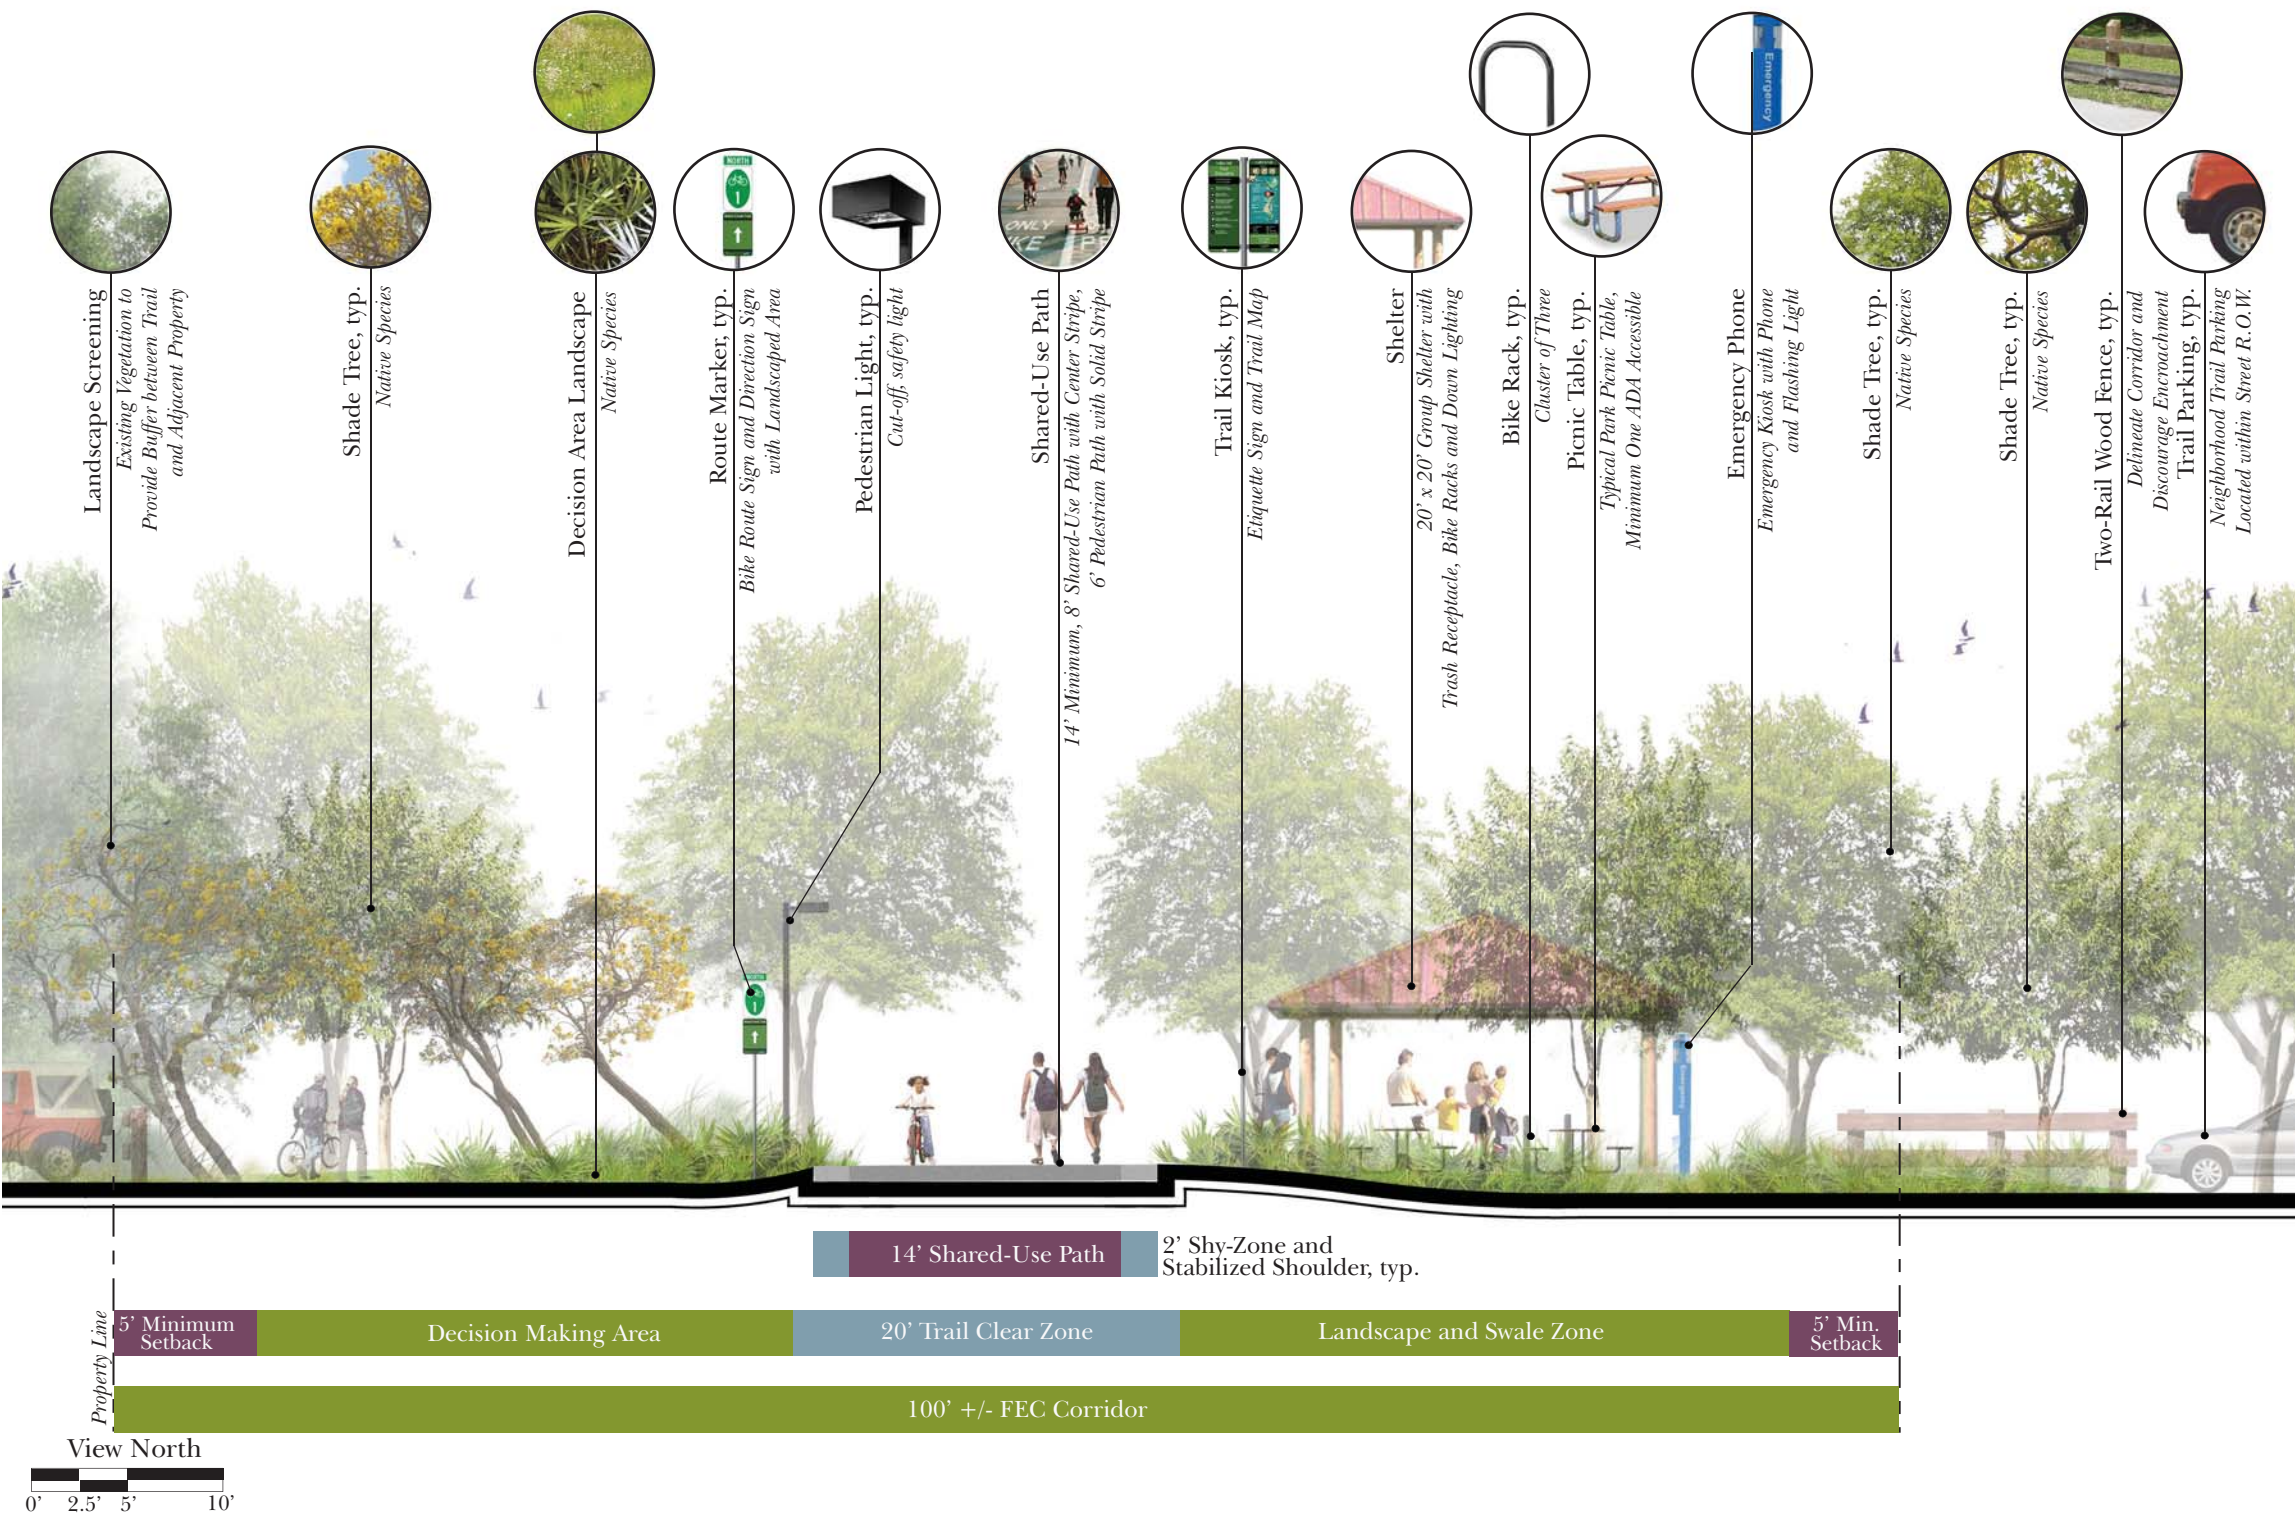 NORTH
1
ONLY
Emergency
Landscape Screening
Existing Vegetation to
Provide Buffer between Trail
and Adjacent Property
Shade Tree, typ.
Native Species
Decision Area Landscape
Native Species
Route Marker, typ.
Bike Route Sign and Direction Sign
with Landscaped Area
Pedestrian Light, typ.
Cut-off, safety light
Shared-Use Path
14' Minimum, 8' Shared-Use Path with Center Stripe,
6' Pedestrian Path with Solid Stripe
Trail Kiosk, typ.
Etiquette Sign and Trail Map
Shelter
20' x 20' Group Shelter with
Trash Receptacle, Bike Racks and Down Lighting
Bike Rack, typ.
Cluster of Three
Picnic Table, typ.
Typical Park Picnic Table,
Minimum One ADA Accessible
Emergency Phone
Emergency Kiosk with Phone
and Flashing Light
Shade Tree, typ.
Native Species
Shade Tree, typ.
Native Species
Two-Rail Wood Fence, typ.
Delineate Corridor and
Discourage Encroachment
Trail Parking, typ.
Neighborhood Trail Parking
Located within Street R.O.W.
NORTH
1
Emergency
14' Shared-Use Path
2' Shy-Zone and
Stabilized Shoulder, typ.
Property Line
5' Minimum
Setback
Decision Making Area
20' Trail Clear Zone
Landscape and Swale Zone
5' Min.
Setback
100' +/- FEC Corridor
View North
0' 2.5' 5' 10'